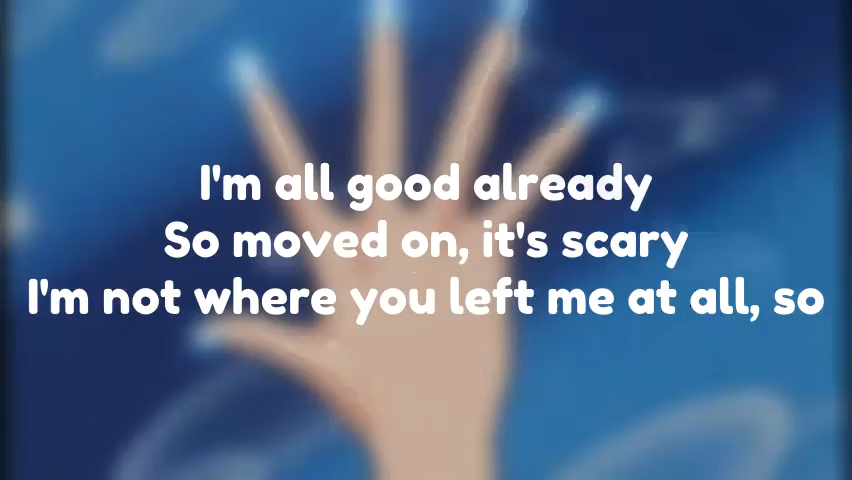 I'm all good already
So moved on, it's scary
I'm not where you left me at all, so